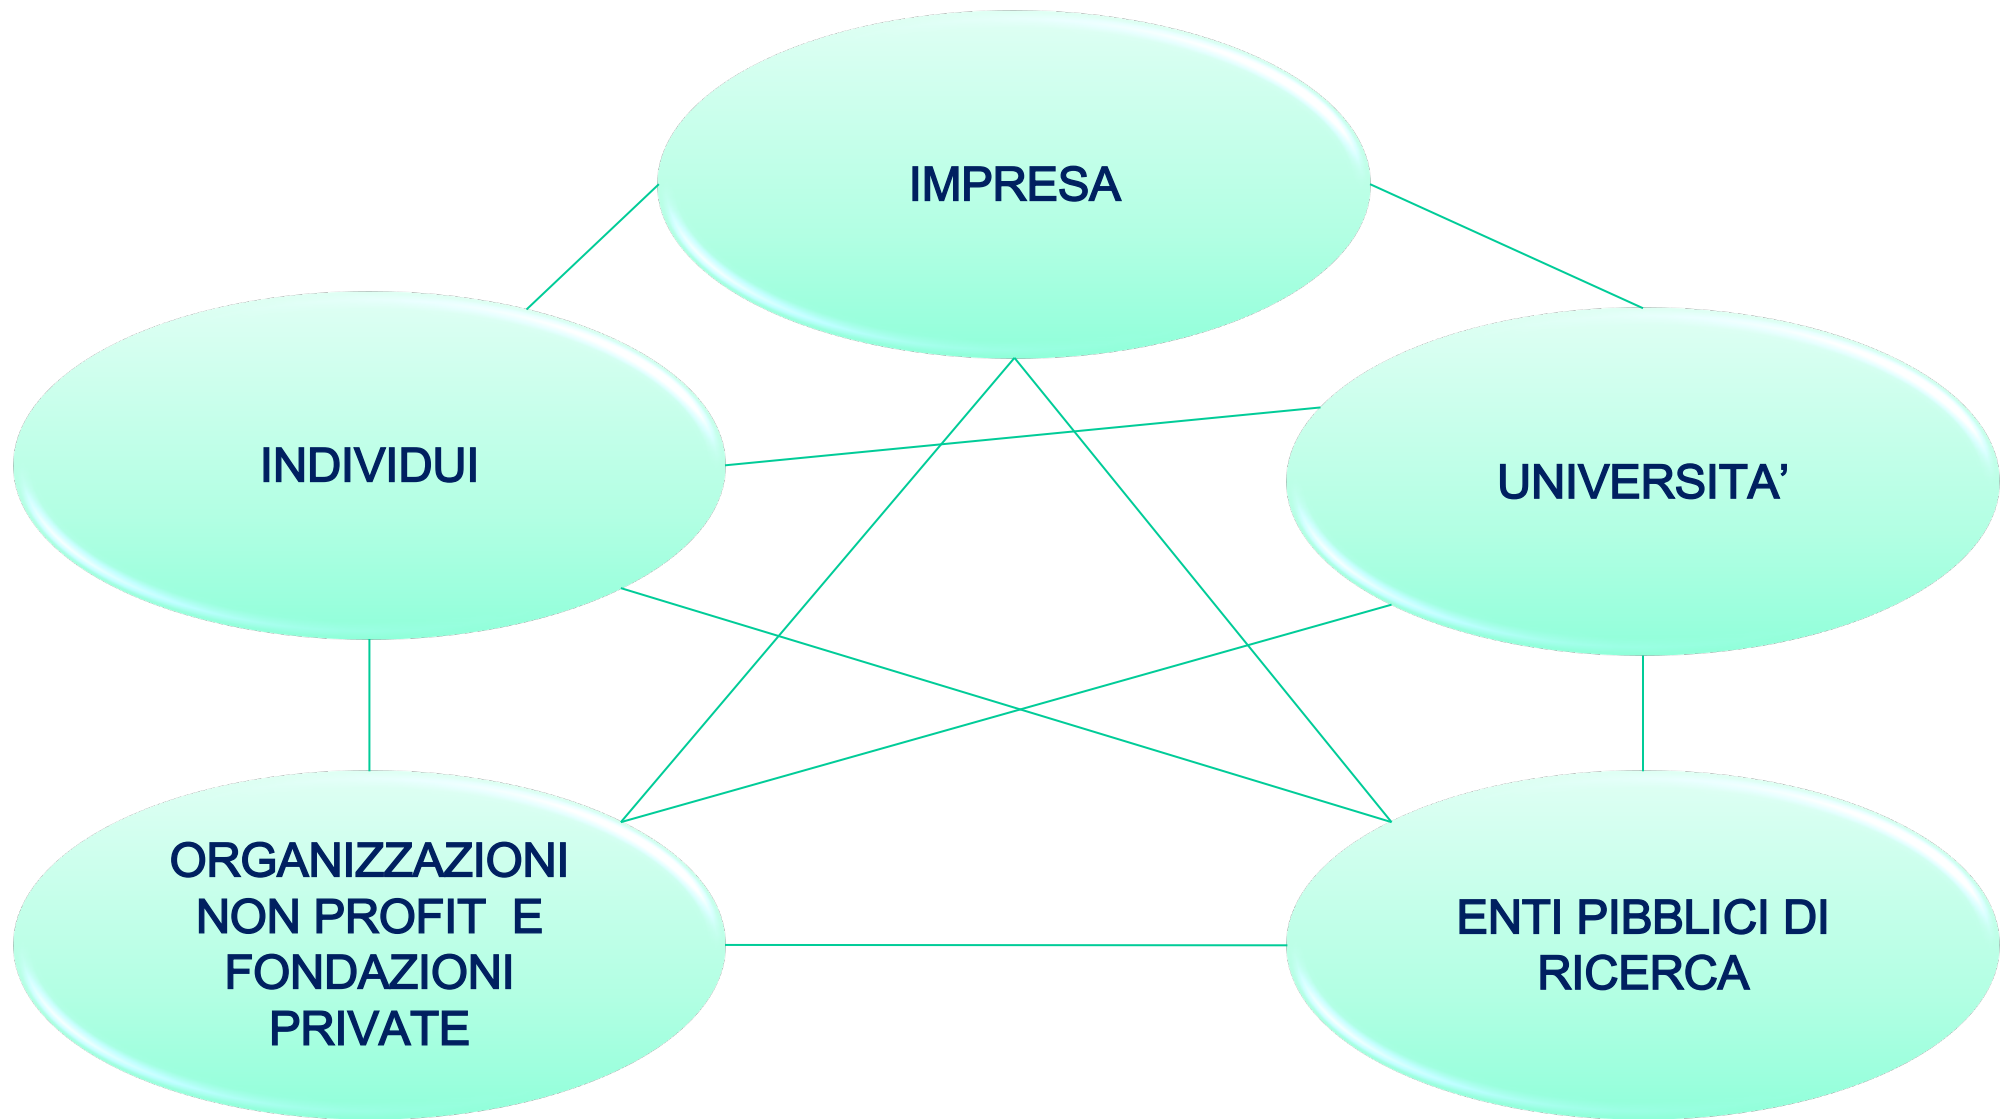 IMPRESA
INDIVIDUI
UNIVERSITA’
ORGANIZZAZIONI
NON PROFIT E
FONDAZIONI
PRIVATE
ENTI PIBBLICI DI
RICERCA